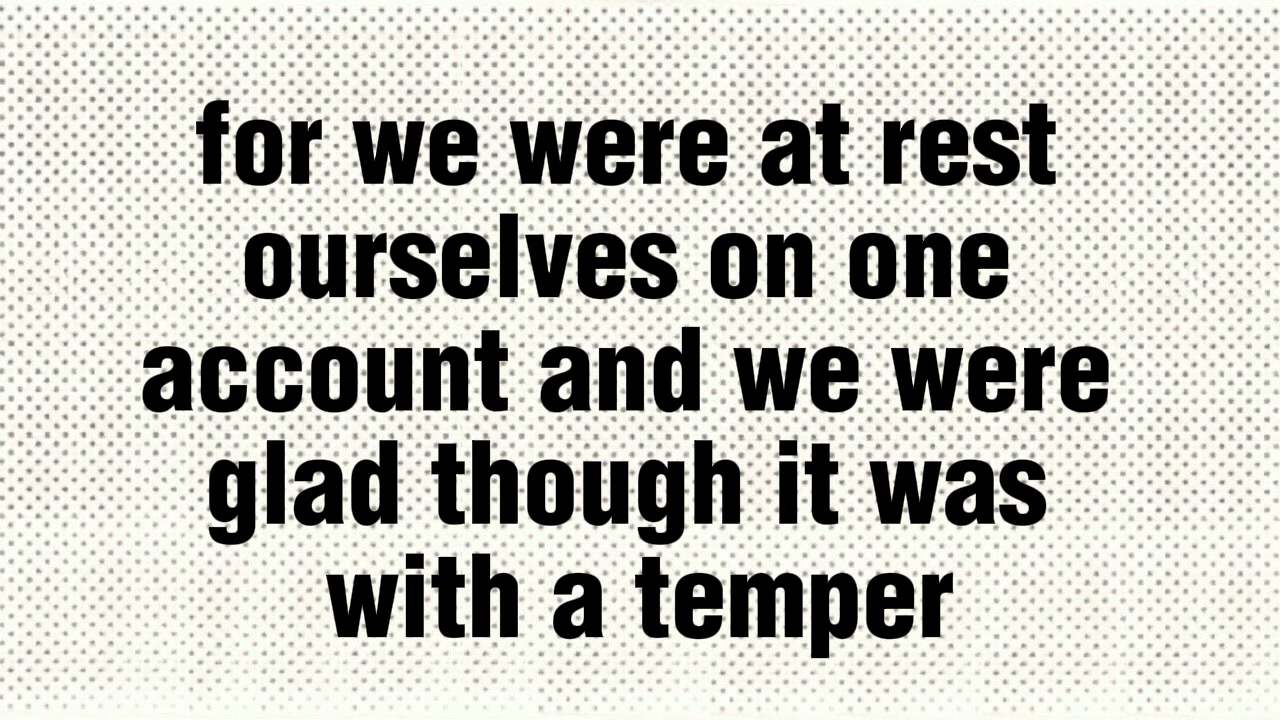 for we were at rest
ourselves on one
account and we were
glad though it was
with a temper